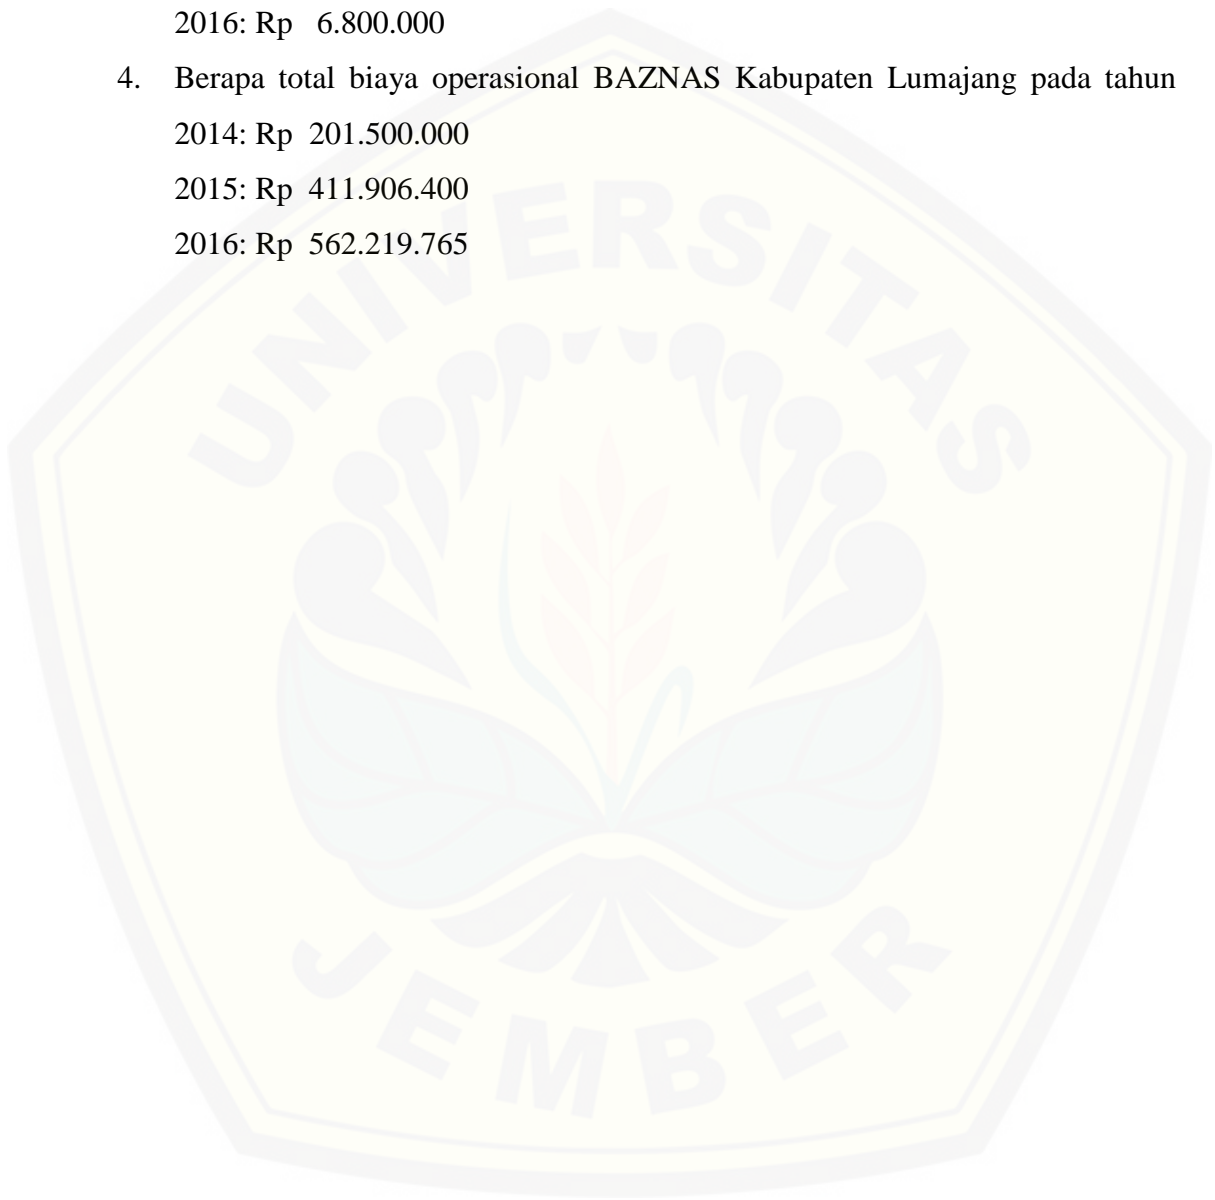 2016: Rp 6.800.000
4. Berapa total biaya operasional BAZNAS Kabupaten Lumajang pada tahun
2014: Rp 201.500.000
2015: Rp 411.906.400
2016: Rp 562.219.765
UNIVERSITAS
JEMBER